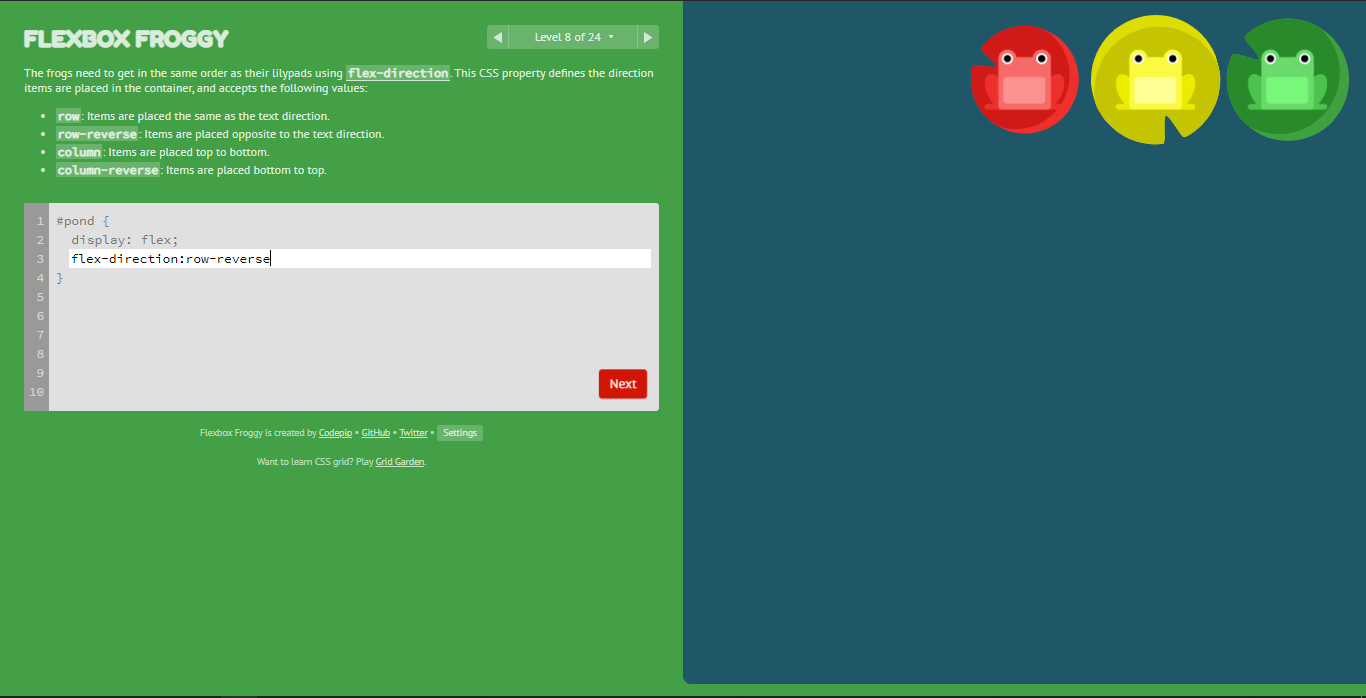 FLEXBOX FROGGY
Level 8 of 24
The frogs need to get in the same order as their lilypads using flex-direction. This CSS property defines the direction
items are placed in the container, and accepts the following values:
• row: Items are placed the same as the text direction.
• row-reverse: Items are placed opposite to the text direction.
• column: Items are placed top to bottom.
• column-reverse: Items are placed bottom to top.
1 #pond {
2 display: flex;
3 flex-direction:row-reverse
4 }
5
6
7
8
9
10
Next
Flexbox Froggy is created by Codepip • GitHub • Twitter • Settings
Want to learn CSS grid? Play Grid Garden.